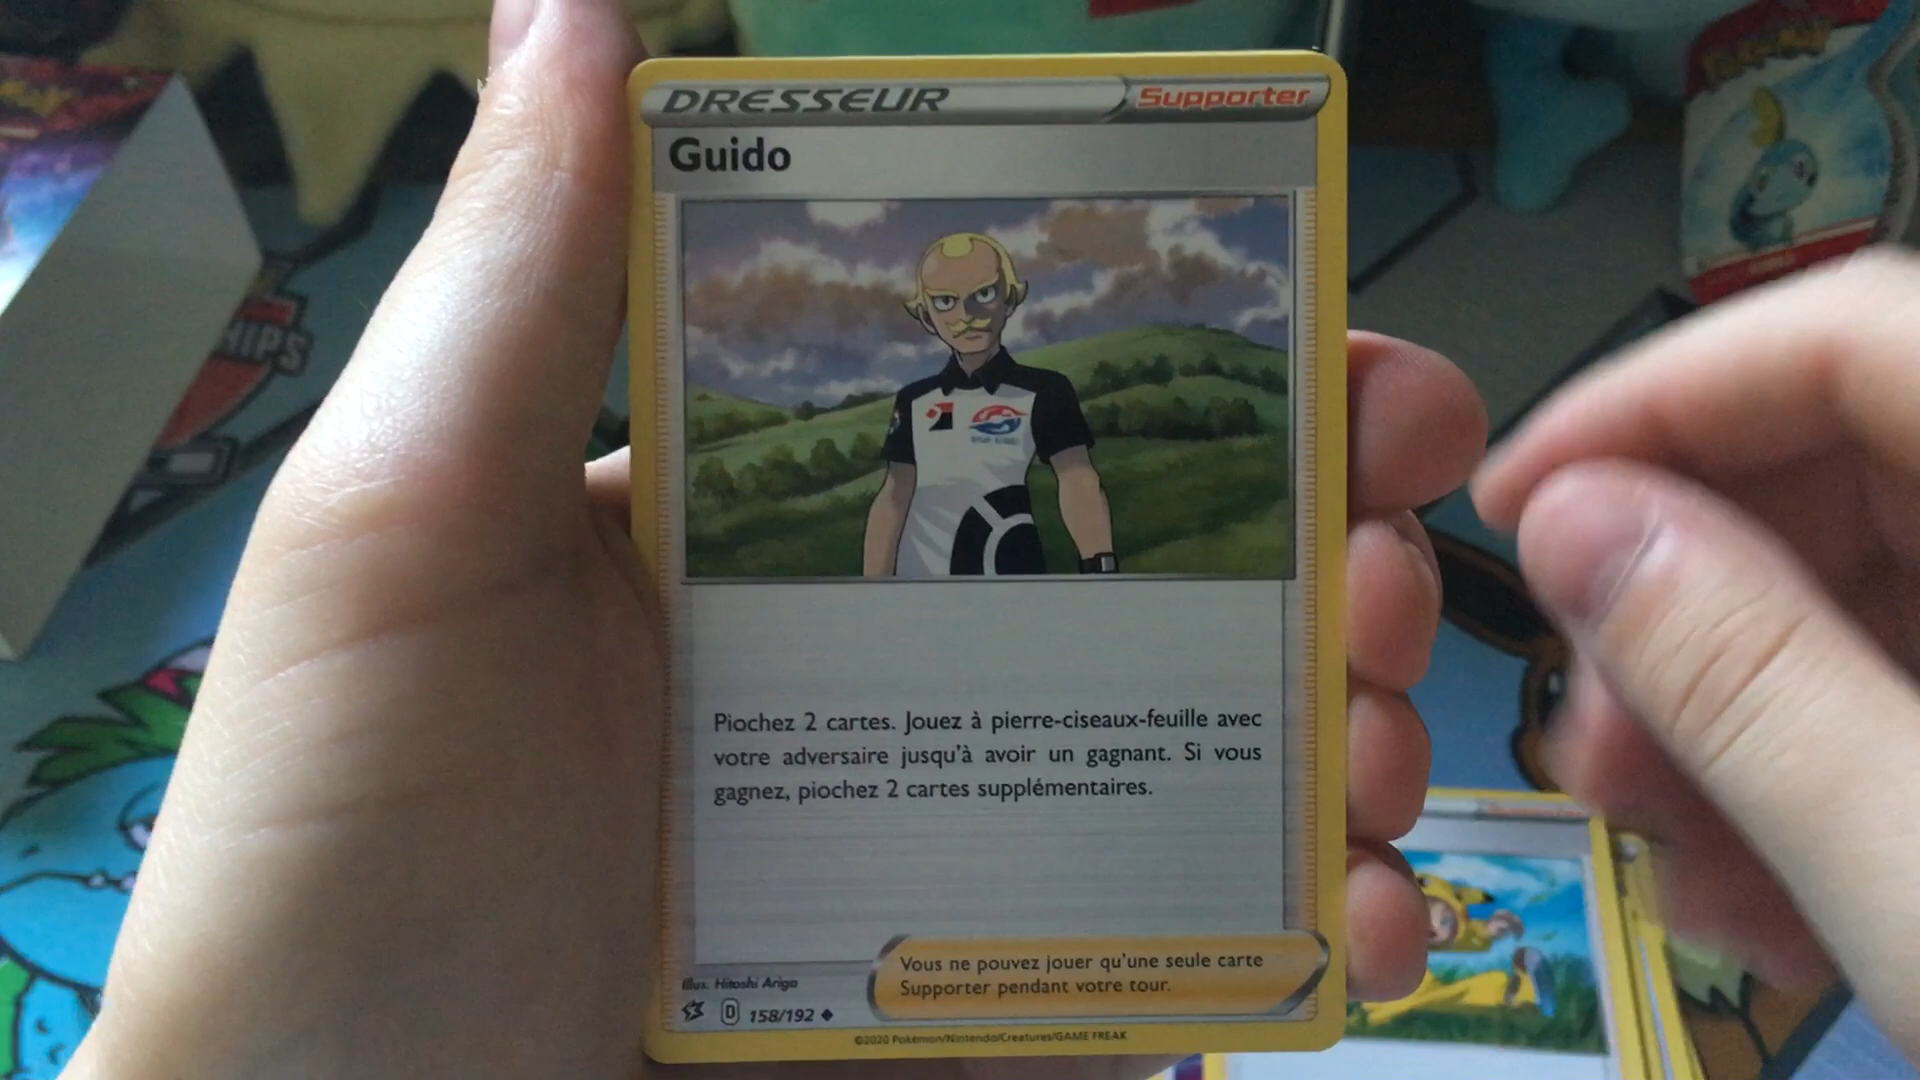 DRESSEUR
Supporter
Guido
Piochez 2 cartes. Jouez à pierre-ciseaux-feuille avec
votre adversaire jusqu'à avoir un gagnant. Si vous
gagnez, piochez 2 cartes supplémentaires.
Vous ne pouvez jouer qu'une seule carte
Supporter pendant votre tour.
Illus. Hitoshi Ariga
D 158/192
©2020 Pokémon/Nintendo/Creatures/GAME FREAK
HIPS